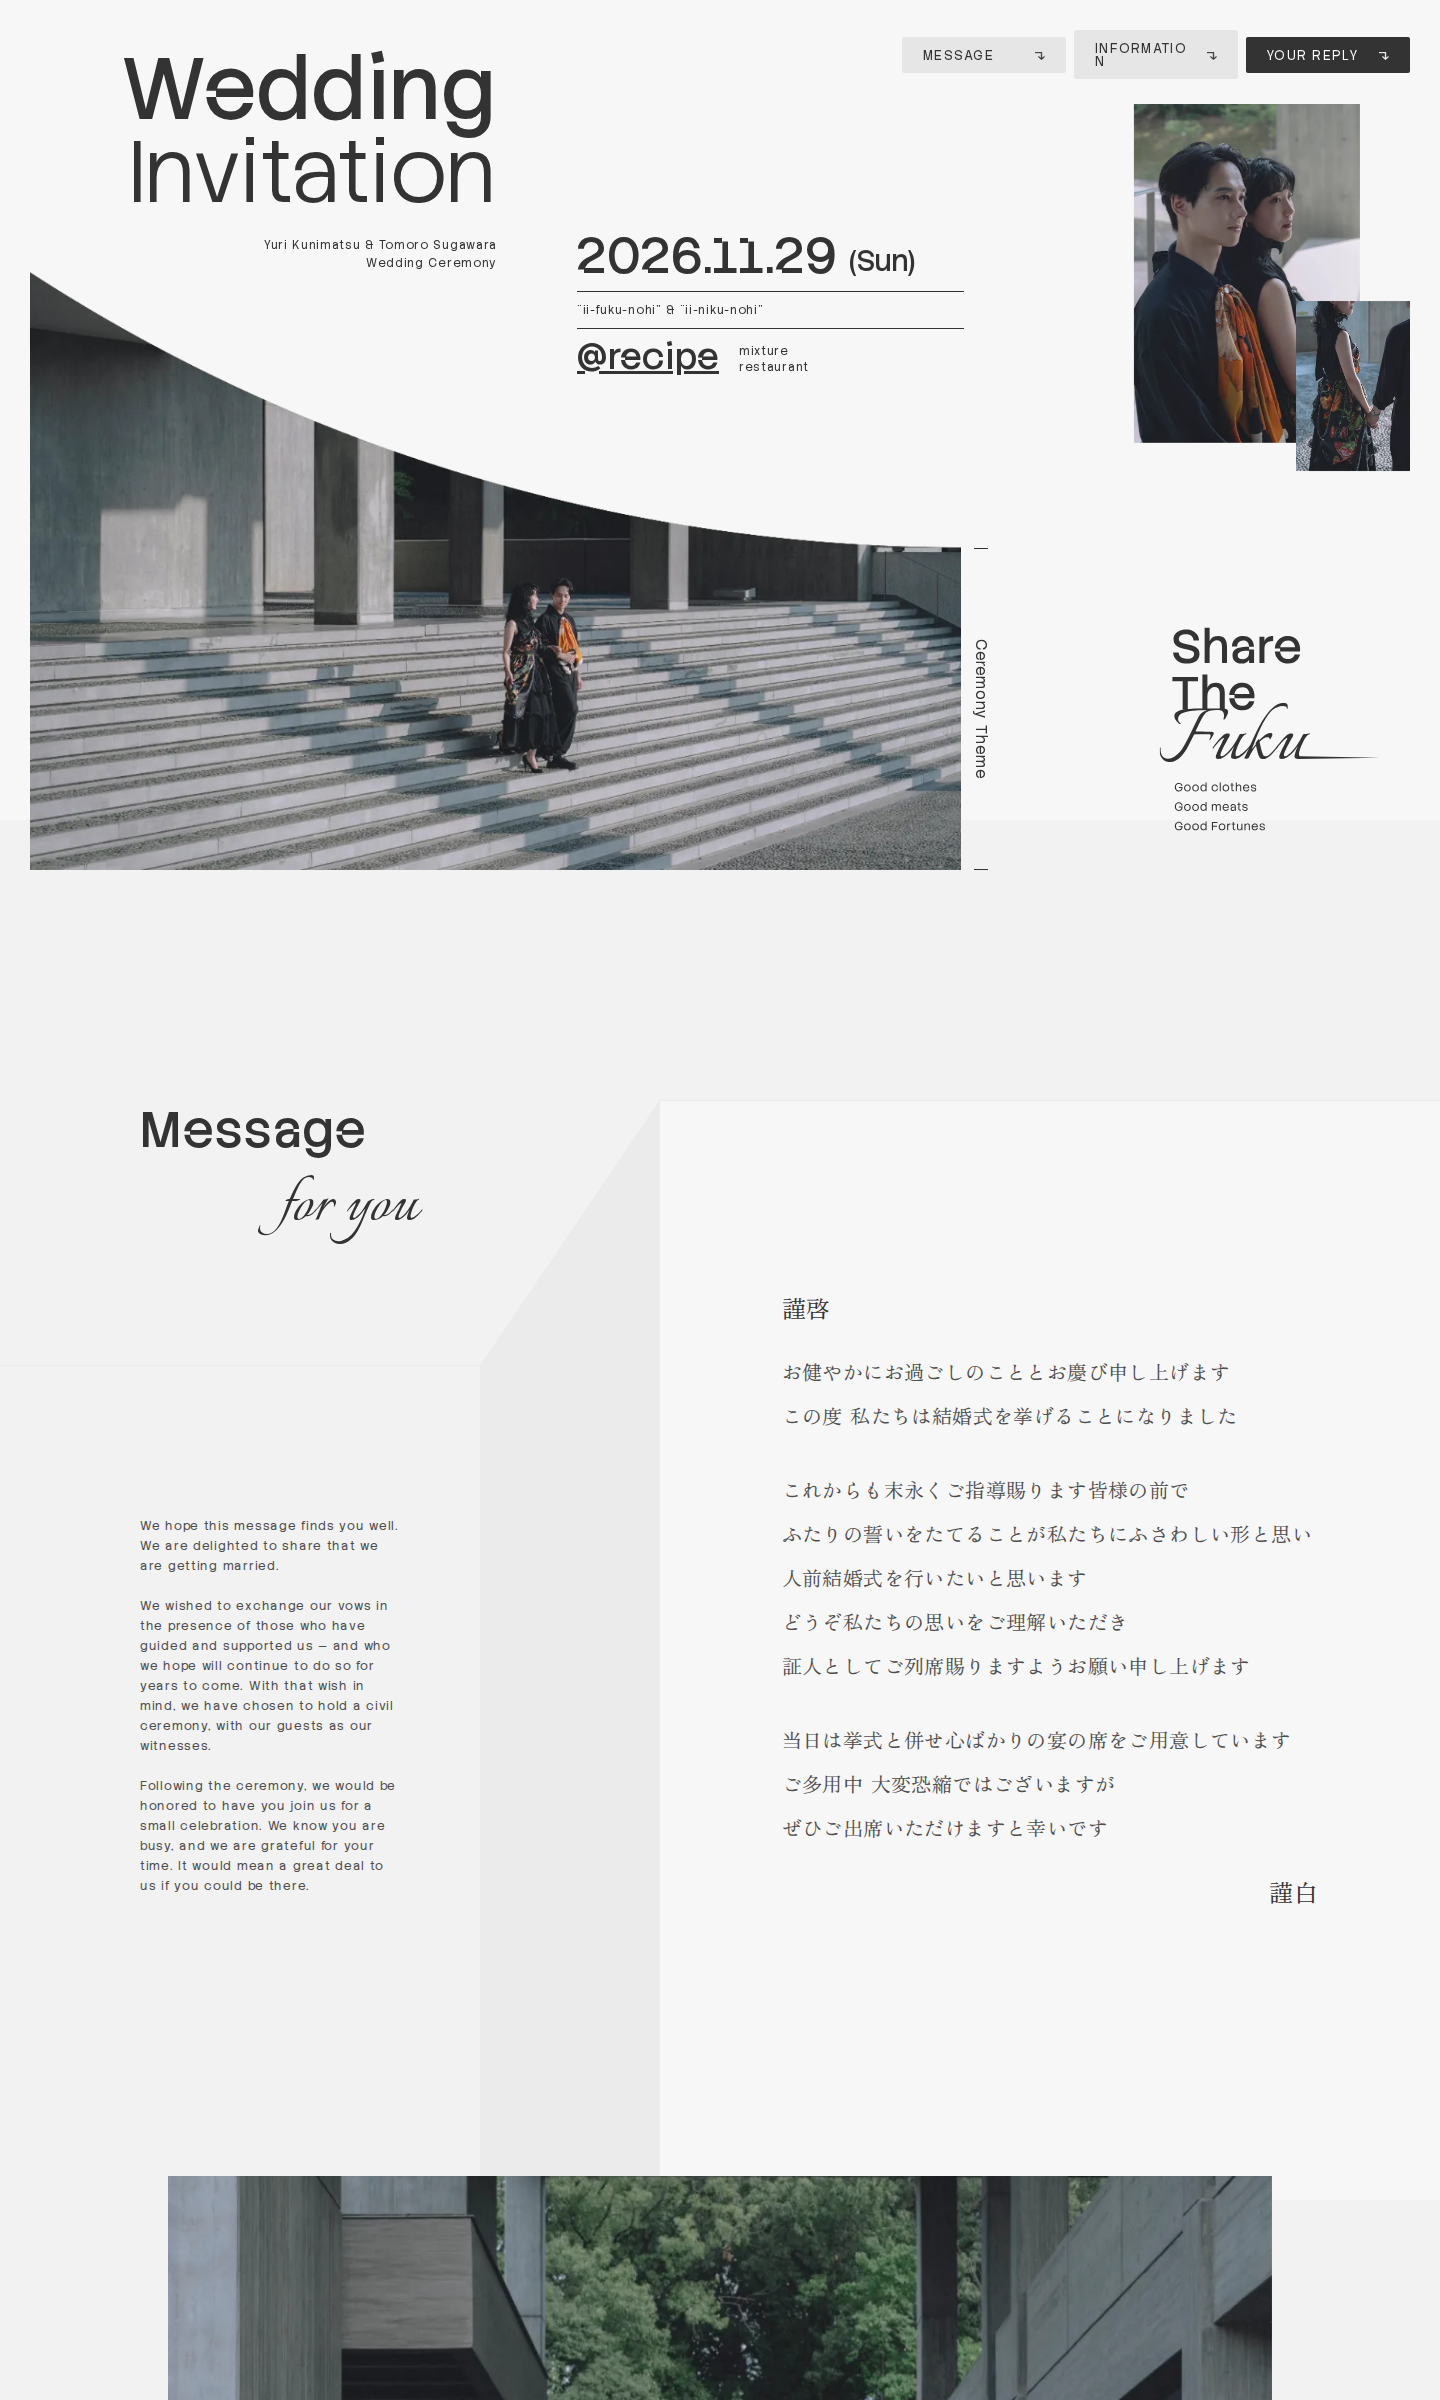 MESSAGE
INFORMATIO
N
YOUR REPLY
Wedding
Invitation
Yuri Kunimatsu & Tomoro Sugawara
Wedding Ceremony
2026.11.29 (Sun)
"ii-fuku-nohi" & "ii-niku-nohi"
@recipe
mixture
restaurant
Ceremony Theme
Share
The
Fuku
Good clothes
Good meats
Good Fortunes
Message
for you
We hope this message finds you well.
We are delighted to share that we
are getting married.
We wished to exchange our vows in
the presence of those who have
guided and supported us — and who
we hope will continue to do so for
years to come. With that wish in
mind, we have chosen to hold a civil
ceremony, with our guests as our
witnesses.
Following the ceremony, we would be
honored to have you join us for a
small celebration. We know you are
busy, and we are grateful for your
time. It would mean a great deal to
us if you could be there.
謹啓
お健やかにお過ごしのこととお慶び申し上げます
この度 私たちは結婚式を挙げることになりました
これからも末永くご指導賜ります皆様の前で
ふたりの誓いをたてることが私たちにふさわしい形と思い
人前結婚式を行いたいと思います
どうぞ私たちの思いをご理解いただき
証人としてご列席賜りますようお願い申し上げます
当日は挙式と併せ心ばかりの宴の席をご用意しています
ご多用中 大変恐縮ではございますが
ぜひご出席いただけますと幸いです
謹白